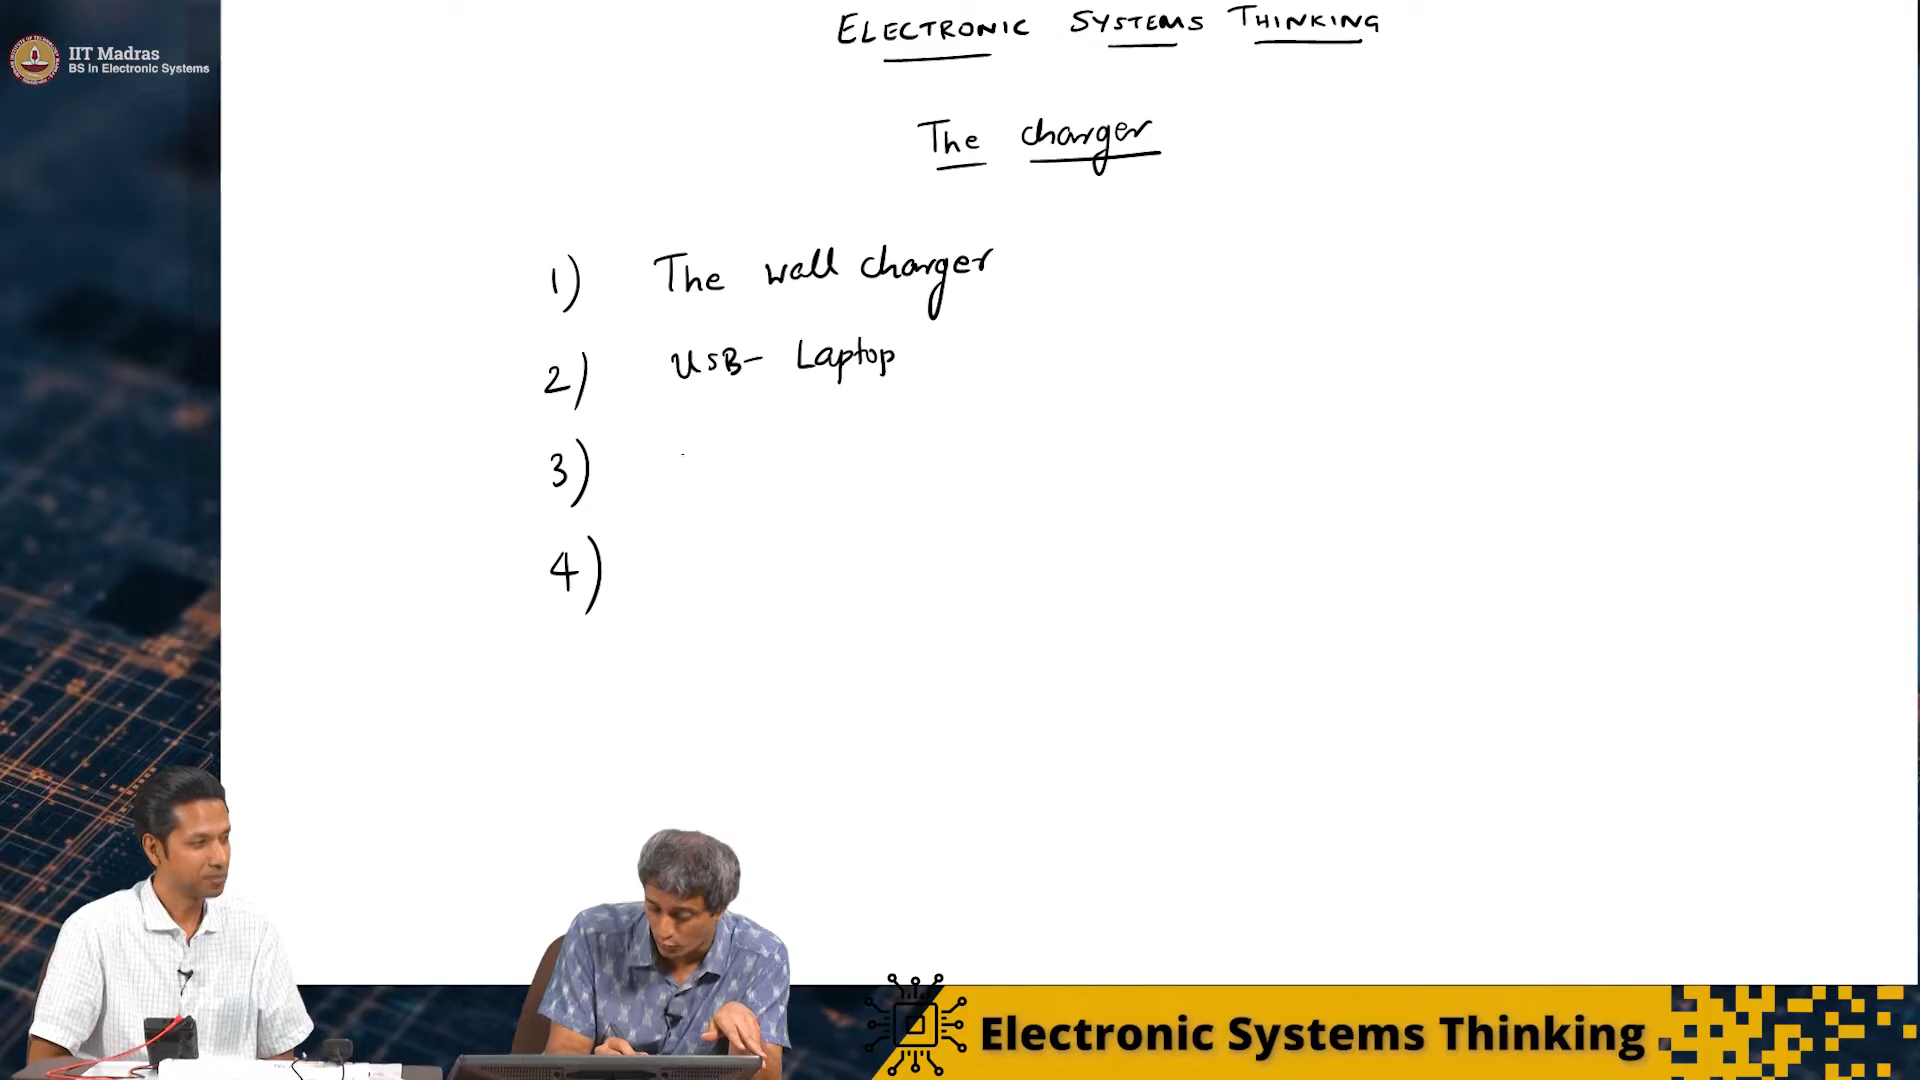 IIT Madras
BS in Electronic Systems
ELECTRONIC SYSTEMS THINKING
The charger
1) The wall charger
2) USB- Laptop
3)
4)
Electronic Systems Thinking